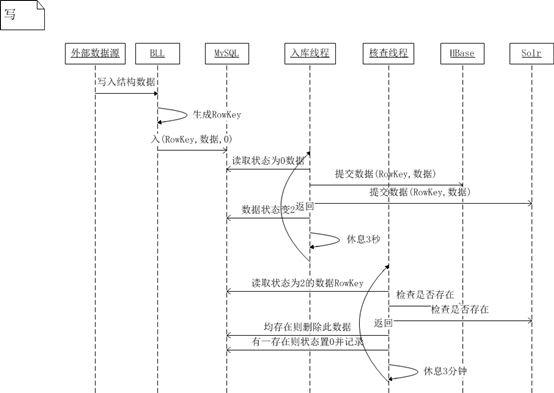 写
外部数据源
BLL
MySQL
入库线程
核查线程
HBase
Solr
写入结构数据
生成RowKey
入(RowKey,数据,0)
读取状态为0数据
提交数据(RowKey,数据)
提交数据(RowKey,数据)
返回
数据状态变2
休息3秒
读取状态为2的数据RowKey
检查是否存在
检查是否存在
返回
均存在则删除此数据
有一存在则状态置0并记录
休息3分钟